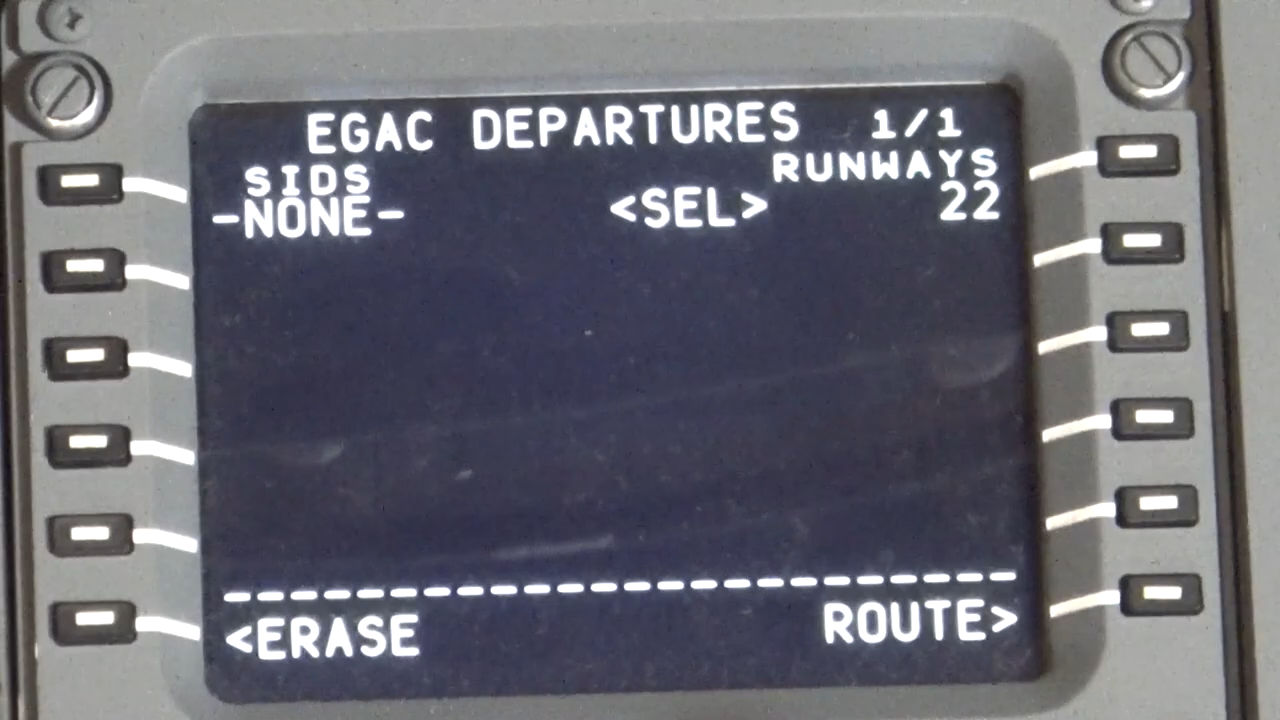 EGAC DEPARTURES 1/1
SIDS RUNWAYS
-NONE- <SEL> 22
--------------------------
<ERASE ROUTE>